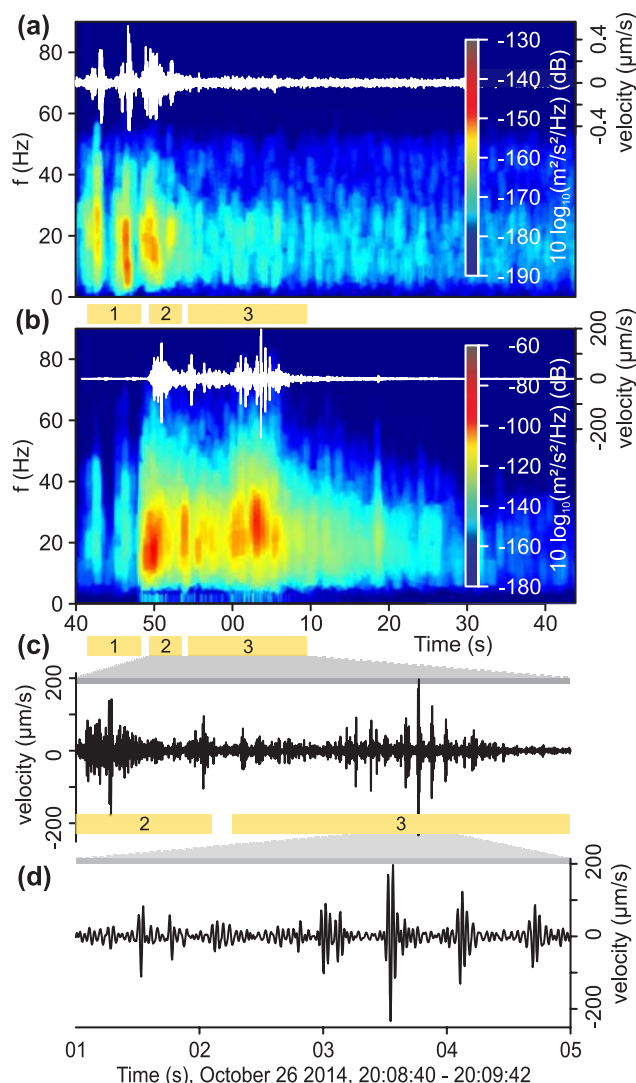 (a)
80
60
40
20
0
f (Hz)
-130
-140
-150
-160
-170
-180
-190
10 log₁₀(m²/s²/Hz) (dB)
0.4
0
-0.4
velocity (µm/s)
1 2 3
(b)
80
60
40
20
0
f (Hz)
-60
-80
-100
-120
-140
-160
-180
10 log₁₀(m²/s²/Hz) (dB)
200
0
-200
velocity (µm/s)
40 50 00 10 20 30 40
1 2 3 Time (s)
(c)
200
0
-200
velocity (µm/s)
2 3
(d)
200
0
-200
velocity (µm/s)
01 02 03 04 05
Time (s), October 26 2014, 20:08:40 - 20:09:42